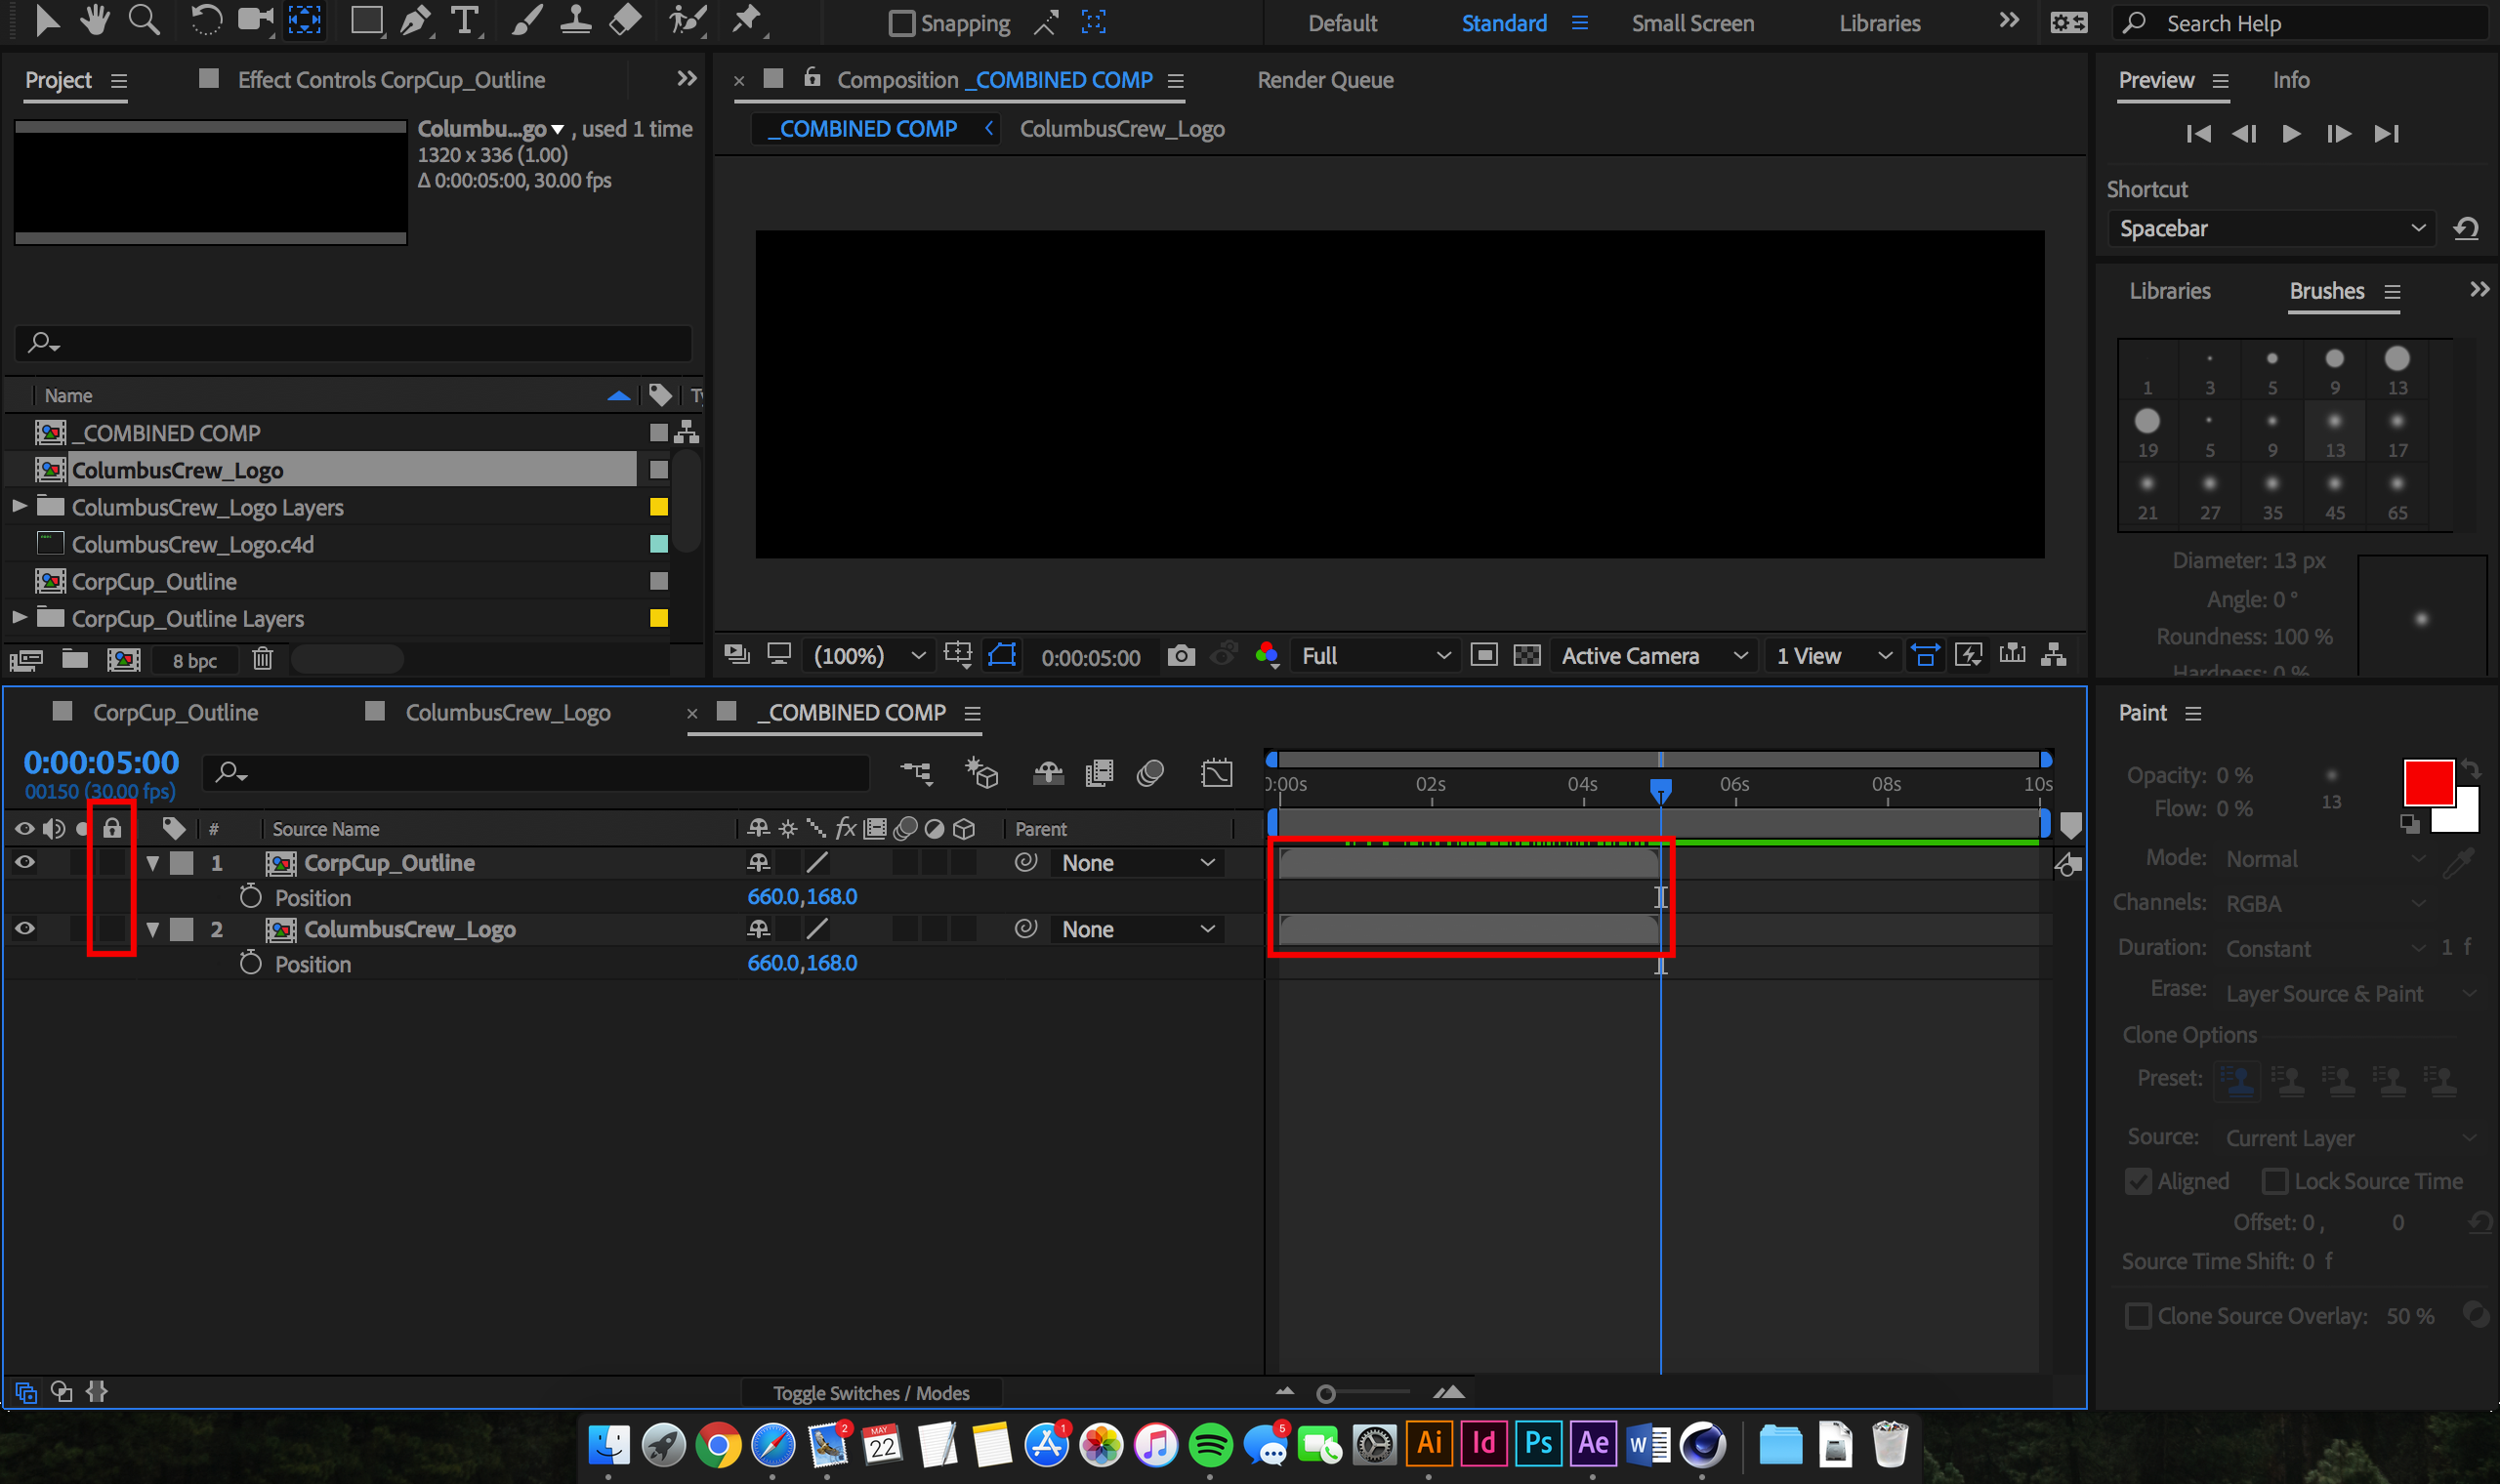 Snapping Default Standard Small Screen Libraries Search Help
Project Effect Controls CorpCup_Outline
Composition _COMBINED COMP Render Queue
_COMBINED COMP ColumbusCrew_Logo
Columbu...go , used 1 time
1320 x 336 (1.00)
Δ 0:00:05:00, 30.00 fps
Name Ty
_COMBINED COMP
ColumbusCrew_Logo
ColumbusCrew_Logo Layers
ColumbusCrew_Logo.c4d
CorpCup_Outline
CorpCup_Outline Layers
8 bpc
(100%) 0:00:05:00 Full Active Camera 1 View
Preview Info
Shortcut
Spacebar
Libraries Brushes
1 3 5 9 13
19 5 9 13 17
21 27 35 45 65
Diameter: 13 px
Angle: 0 °
Roundness: 100 %
Hardness: 0 %
CorpCup_Outline ColumbusCrew_Logo _COMBINED COMP
0:00:05:00
00150 (30.00 fps)
0:00s 02s 04s 06s 08s 10s
# Source Name fx Parent
1 CorpCup_Outline None
Position 660.0,168.0
2 ColumbusCrew_Logo None
Position 660.0,168.0
Toggle Switches / Modes
Paint
Opacity: 0 %
Flow: 0 %
13
Mode: Normal
Channels: RGBA
Duration: Constant 1 f
Erase: Layer Source & Paint
Clone Options
Preset:
Source: Current Layer
Aligned Lock Source Time
Offset: 0 , 0
Source Time Shift: 0 f
Clone Source Overlay: 50 %
2 MAY 22 1 5 Ai Id Ps Ae W